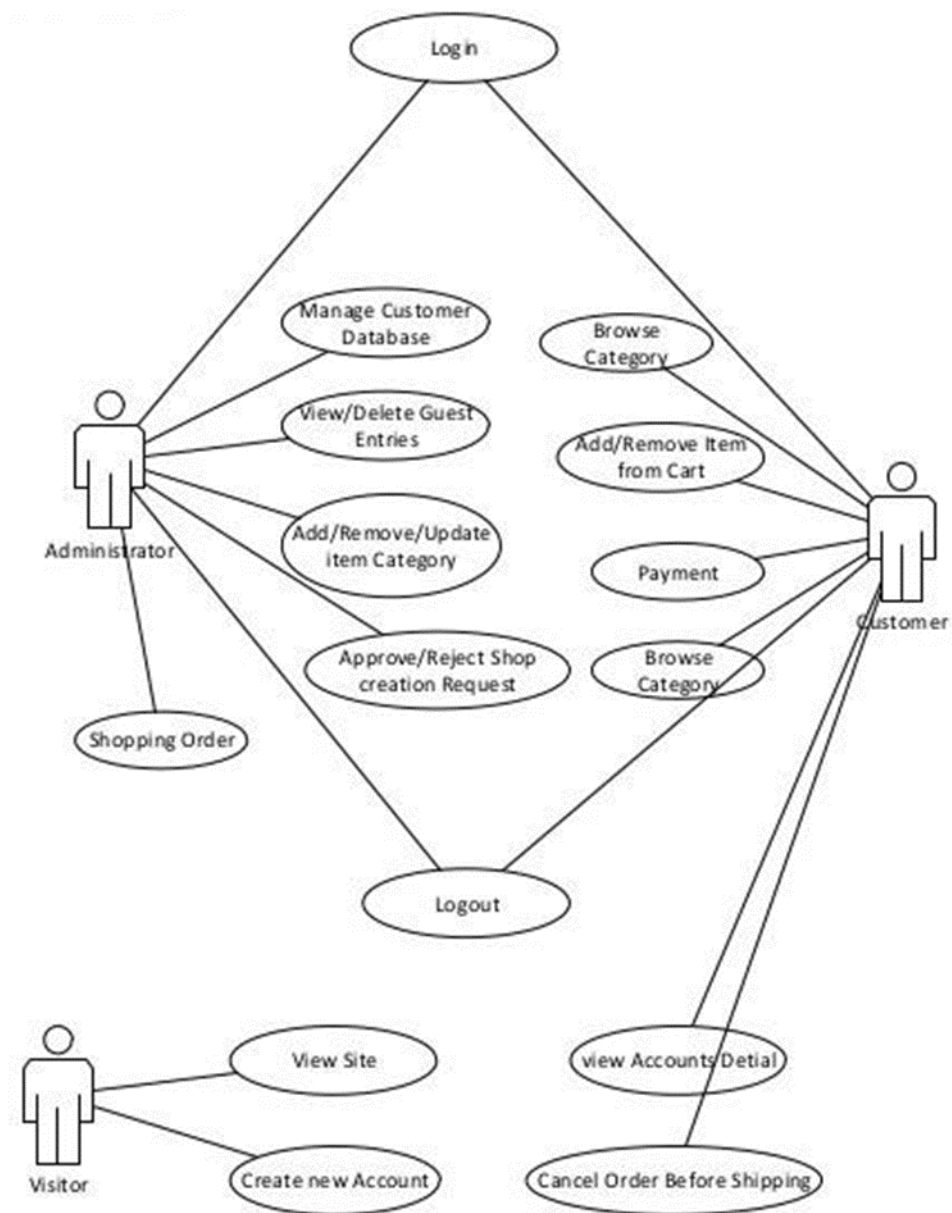 Login
Manage Customer
Database
Browse
Category
View/Delete Guest
Entries
Add/Remove Item
from Cart
Administrator
Add/Remove/Update
item Category
Payment
Customer
Approve/Reject Shop
creation Request
Browse
Category
Shopping Order
Logout
View Site
view Accounts Detial
Visitor
Create new Account
Cancel Order Before Shipping